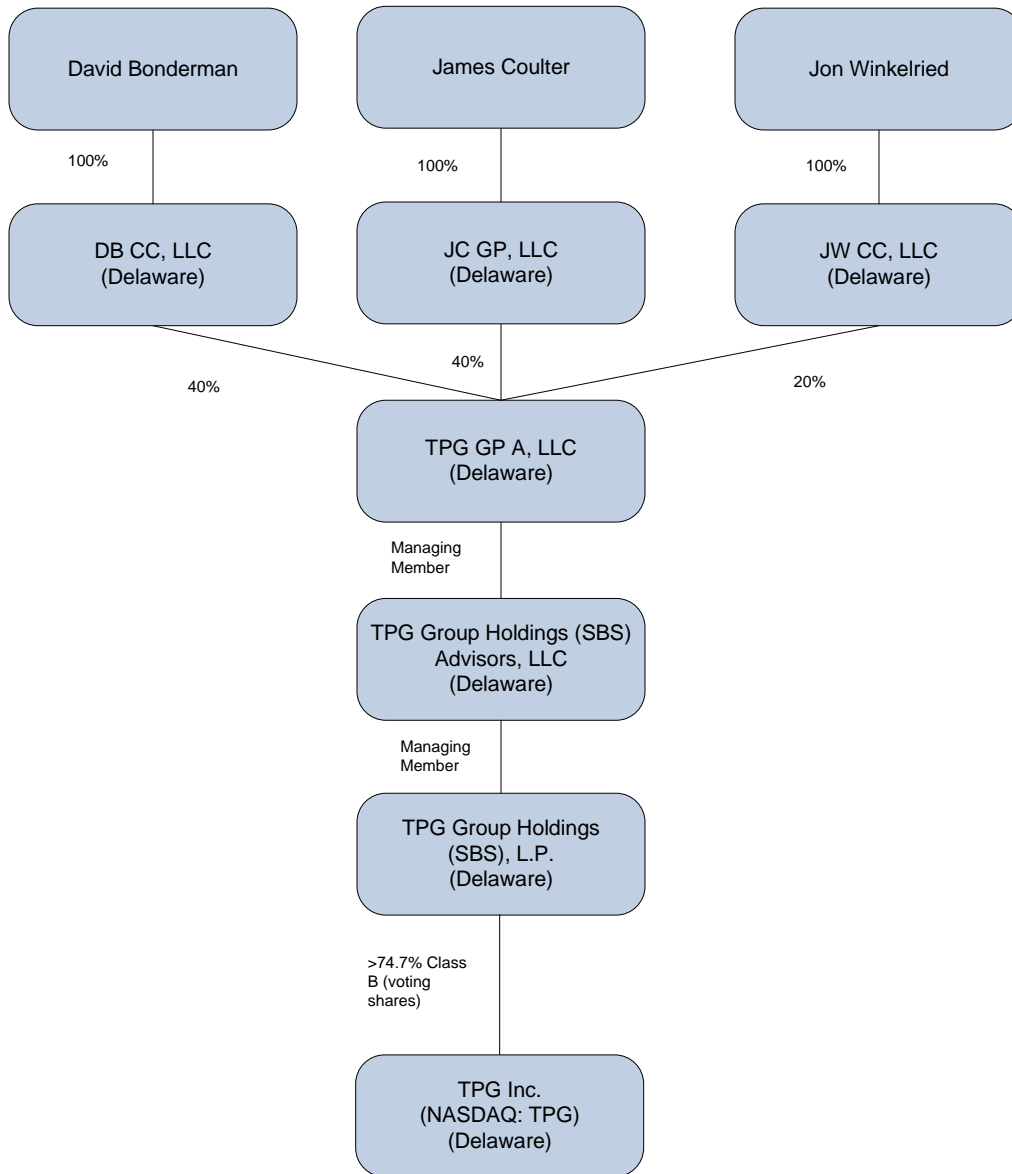 David Bonderman
James Coulter
Jon Winkelried
100%
100%
100%
DB CC, LLC
(Delaware)
JC GP, LLC
(Delaware)
JW CC, LLC
(Delaware)
40%
40%
20%
TPG GP A, LLC
(Delaware)
Managing
Member
TPG Group Holdings (SBS)
Advisors, LLC
(Delaware)
Managing
Member
TPG Group Holdings
(SBS), L.P.
(Delaware)
>74.7% Class
B (voting
shares)
TPG Inc.
(NASDAQ: TPG)
(Delaware)